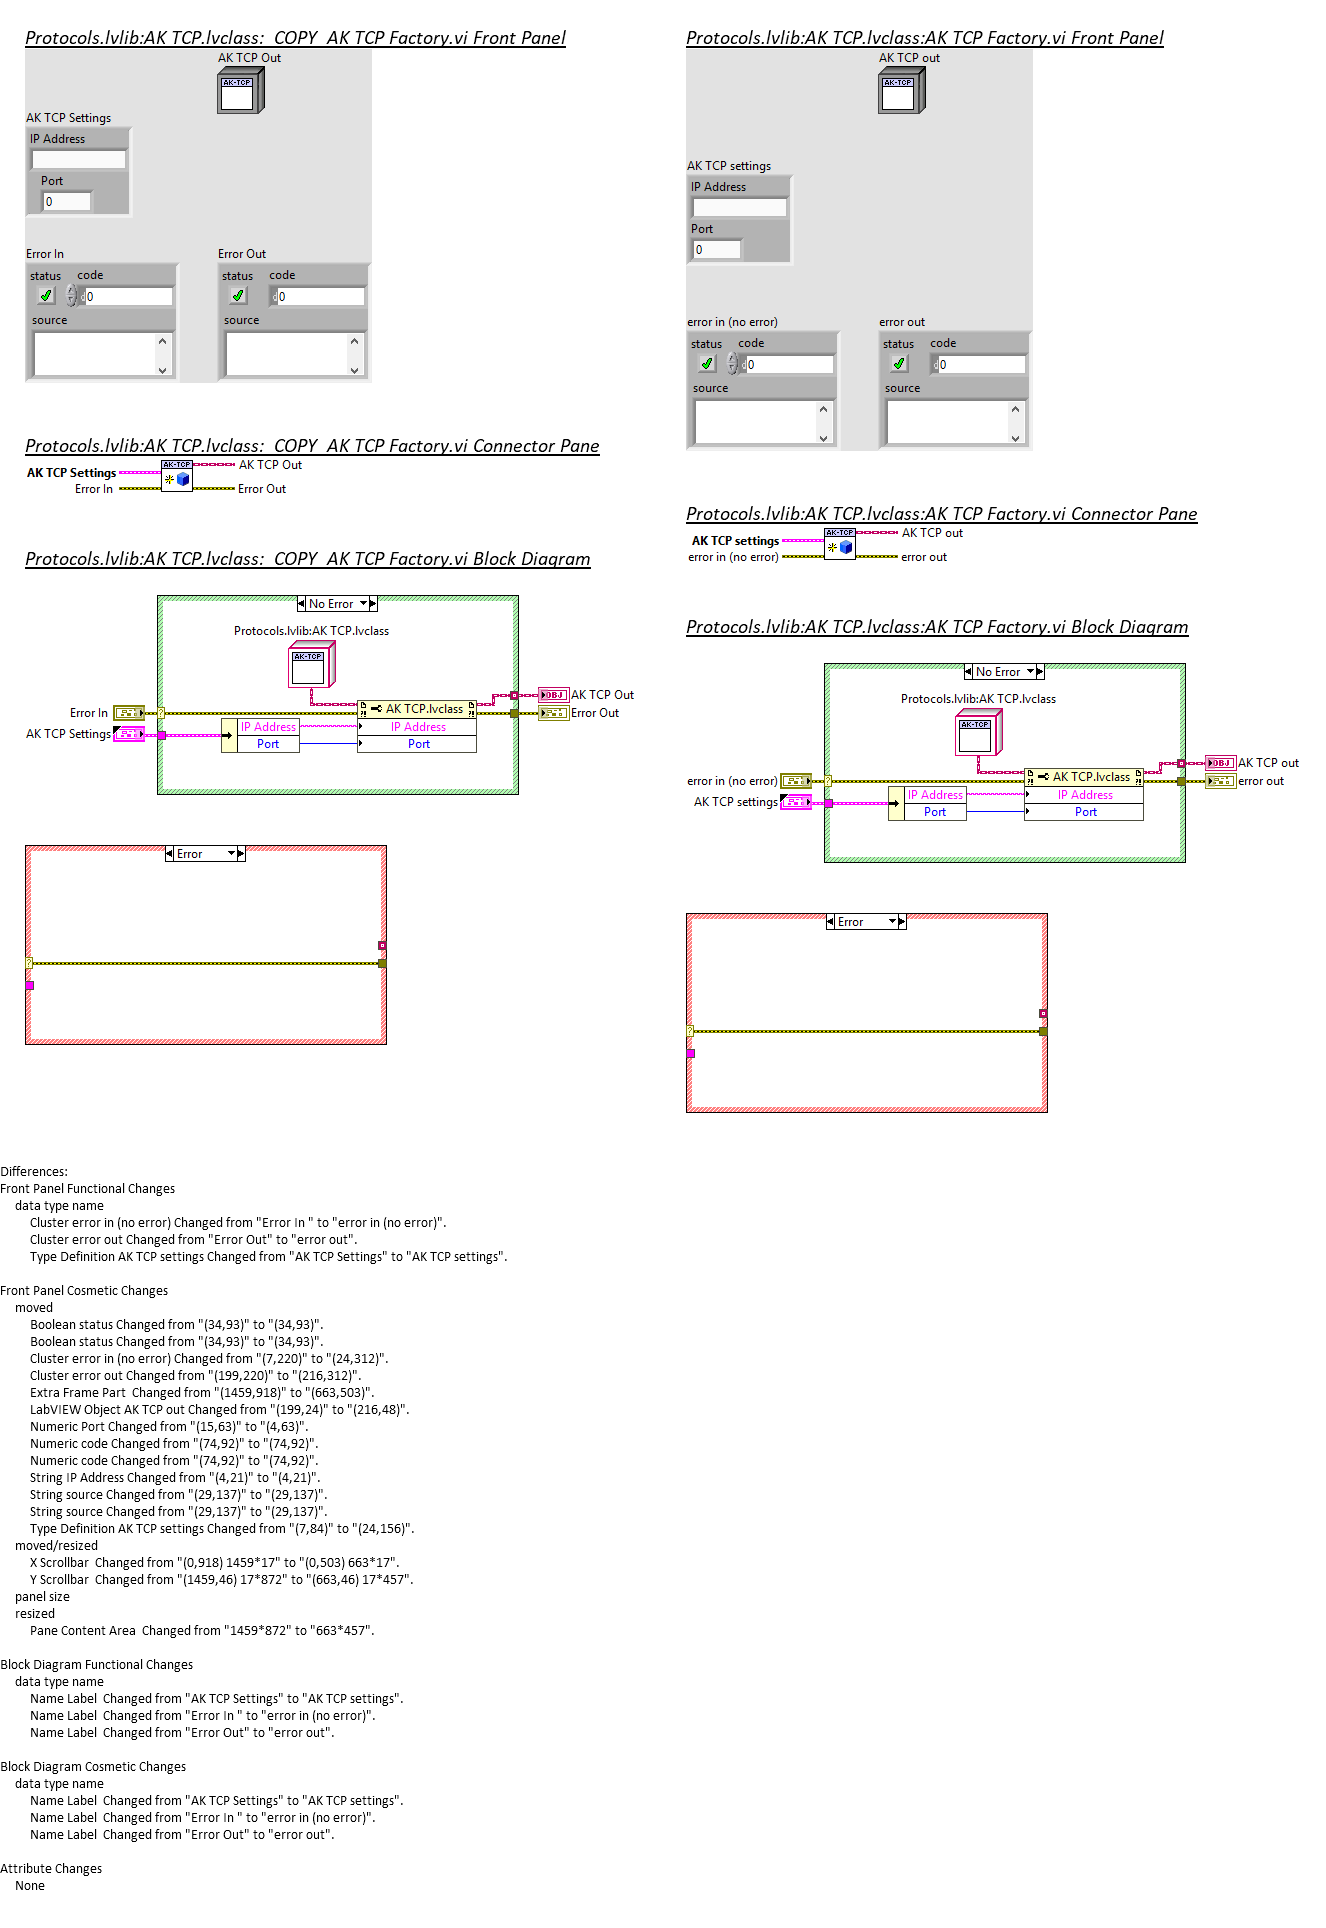 Protocols.lvlib:AK TCP.lvclass:_COPY_AK TCP Factory.vi Front Panel
AK TCP Out
AK-TCP
AK TCP Settings
IP Address
Port
0
Error In
Error Out
status
code
d0
source
status
code
d0
source
Protocols.lvlib:AK TCP.lvclass:_COPY_AK TCP Factory.vi Connector Pane
AK TCP Settings
Error In
AK-TCP
AK TCP Out
Error Out
Protocols.lvlib:AK TCP.lvclass:_COPY_AK TCP Factory.vi Block Diagram
No Error
Protocols.lvlib:AK TCP.lvclass
AK-TCP
Error In
?
AK TCP Settings
IP Address
Port
?!
AK TCP.lvclass
?!
IP Address
Port
OBJ
AK TCP Out
Error Out
Error
?
Protocols.lvlib:AK TCP.lvclass:AK TCP Factory.vi Front Panel
AK TCP out
AK-TCP
AK TCP settings
IP Address
Port
0
error in (no error)
error out
status
code
d0
source
status
code
d0
source
Protocols.lvlib:AK TCP.lvclass:AK TCP Factory.vi Connector Pane
AK TCP settings
error in (no error)
AK-TCP
AK TCP out
error out
Protocols.lvlib:AK TCP.lvclass:AK TCP Factory.vi Block Diagram
No Error
Protocols.lvlib:AK TCP.lvclass
AK-TCP
error in (no error)
?
AK TCP settings
IP Address
Port
?!
AK TCP.lvclass
?!
IP Address
Port
OBJ
AK TCP out
error out
Error
?
Differences:
Front Panel Functional Changes
data type name
Cluster error in (no error) Changed from "Error In " to "error in (no error)".
Cluster error out Changed from "Error Out" to "error out".
Type Definition AK TCP settings Changed from "AK TCP Settings" to "AK TCP settings".
Front Panel Cosmetic Changes
moved
Boolean status Changed from "(34,93)" to "(34,93)".
Boolean status Changed from "(34,93)" to "(34,93)".
Cluster error in (no error) Changed from "(7,220)" to "(24,312)".
Cluster error out Changed from "(199,220)" to "(216,312)".
Extra Frame Part  Changed from "(1459,918)" to "(663,503)".
LabVIEW Object AK TCP out Changed from "(199,24)" to "(216,48)".
Numeric Port Changed from "(15,63)" to "(4,63)".
Numeric code Changed from "(74,92)" to "(74,92)".
Numeric code Changed from "(74,92)" to "(74,92)".
String IP Address Changed from "(4,21)" to "(4,21)".
String source Changed from "(29,137)" to "(29,137)".
String source Changed from "(29,137)" to "(29,137)".
Type Definition AK TCP settings Changed from "(7,84)" to "(24,156)".
moved/resized
X Scrollbar  Changed from "(0,918) 1459*17" to "(0,503) 663*17".
Y Scrollbar  Changed from "(1459,46) 17*872" to "(663,46) 17*457".
panel size
resized
Pane Content Area  Changed from "1459*872" to "663*457".
Block Diagram Functional Changes
data type name
Name Label  Changed from "AK TCP Settings" to "AK TCP settings".
Name Label  Changed from "Error In " to "error in (no error)".
Name Label  Changed from "Error Out" to "error out".
Block Diagram Cosmetic Changes
data type name
Name Label  Changed from "AK TCP Settings" to "AK TCP settings".
Name Label  Changed from "Error In " to "error in (no error)".
Name Label  Changed from "Error Out" to "error out".
Attribute Changes
None